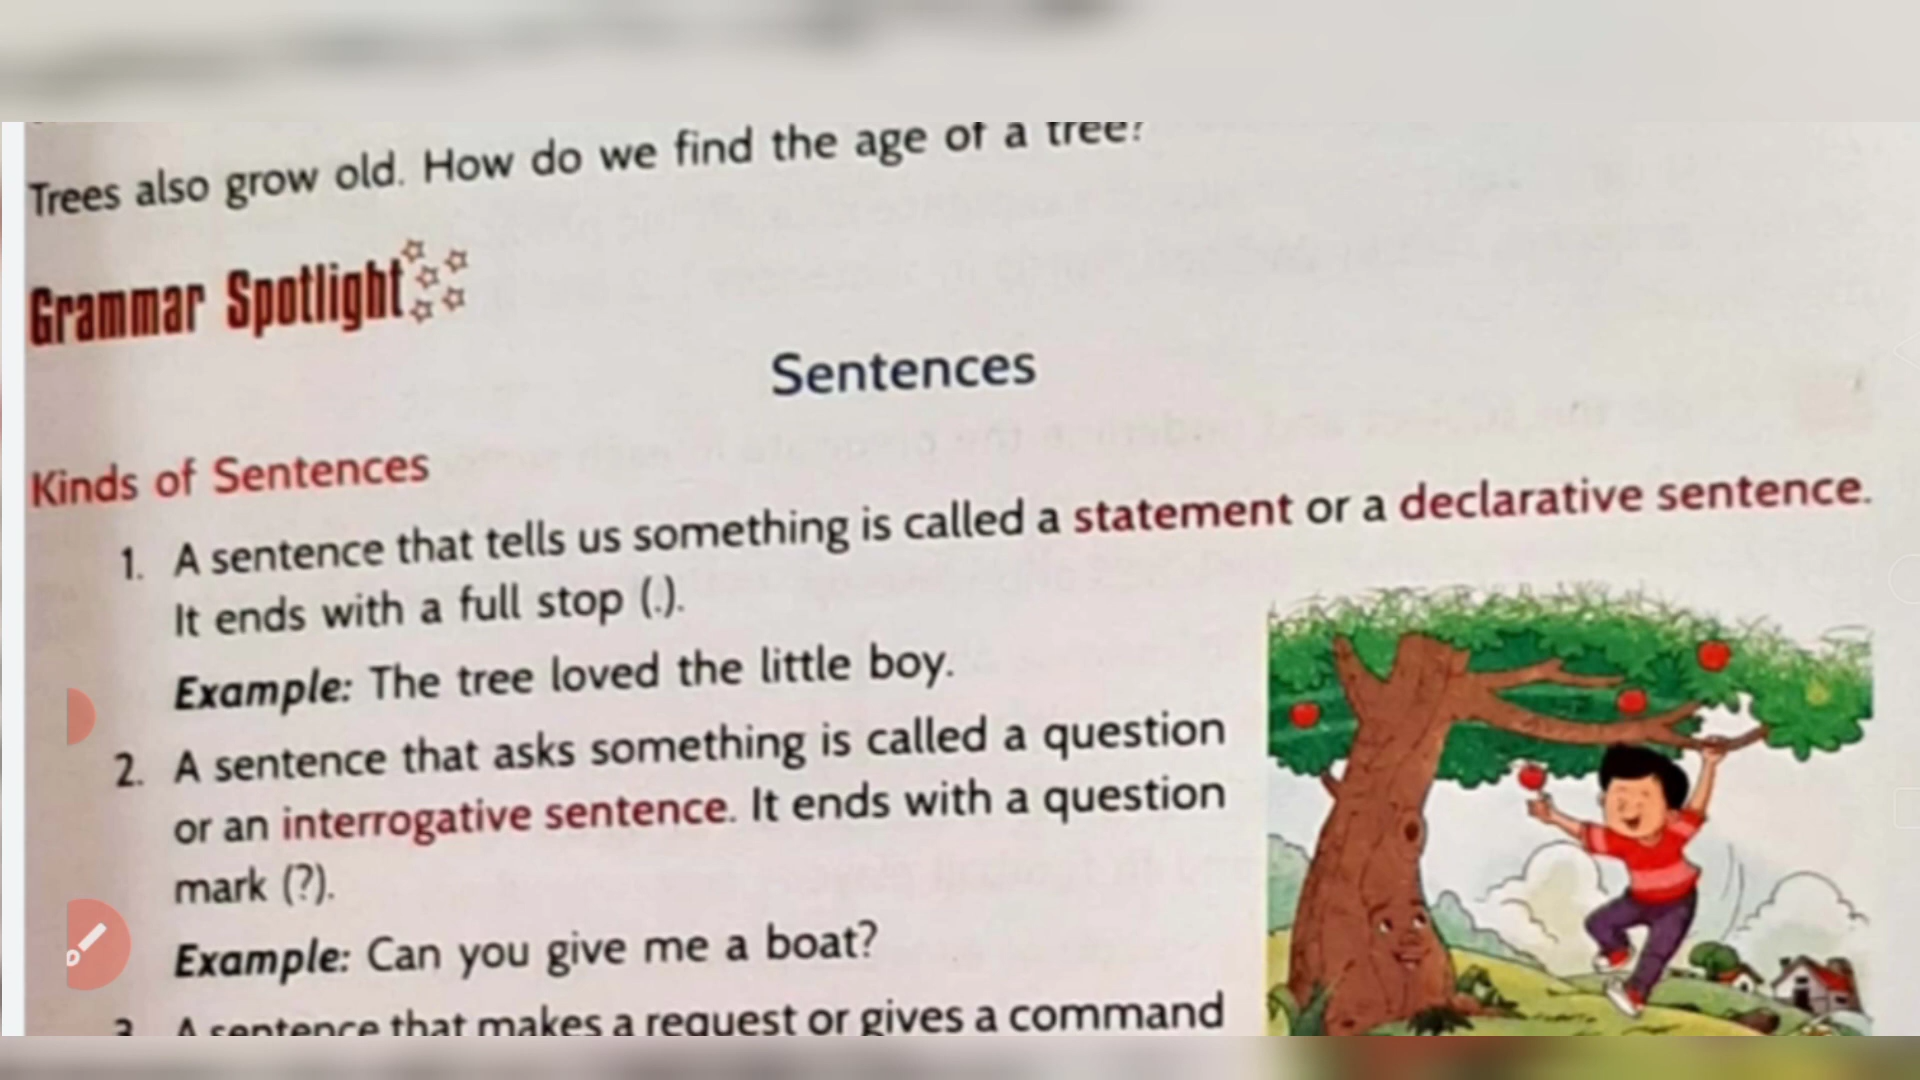 Trees also grow old. How do we find the age of a tree?
Grammar Spotlight
Sentences
Kinds of Sentences
1. A sentence that tells us something is called a statement or a declarative sentence.
It ends with a full stop (.).
Example: The tree loved the little boy.
2. A sentence that asks something is called a question
or an interrogative sentence. It ends with a question
mark (?).
Example: Can you give me a boat?
3. A sentence that makes a request or gives a command